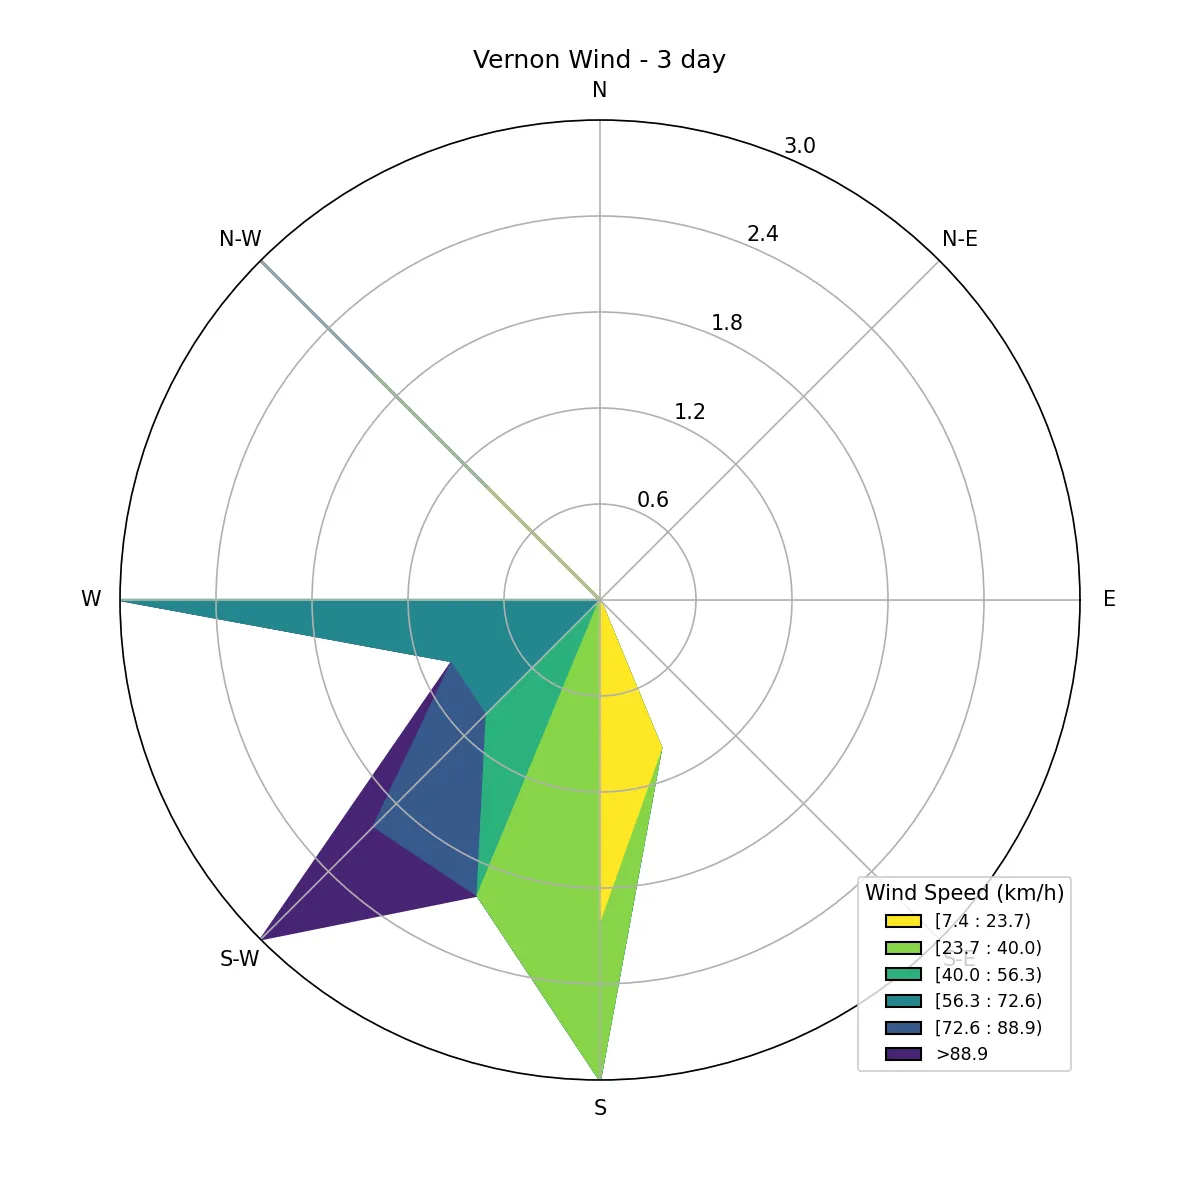 Vernon Wind - 3 day
N
3.0
N-W
2.4
N-E
1.8
1.2
0.6
W
E
S-W
S-E
S
Wind Speed (km/h)
[7.4 : 23.7)
[23.7 : 40.0)
[40.0 : 56.3)
[56.3 : 72.6)
[72.6 : 88.9)
>88.9